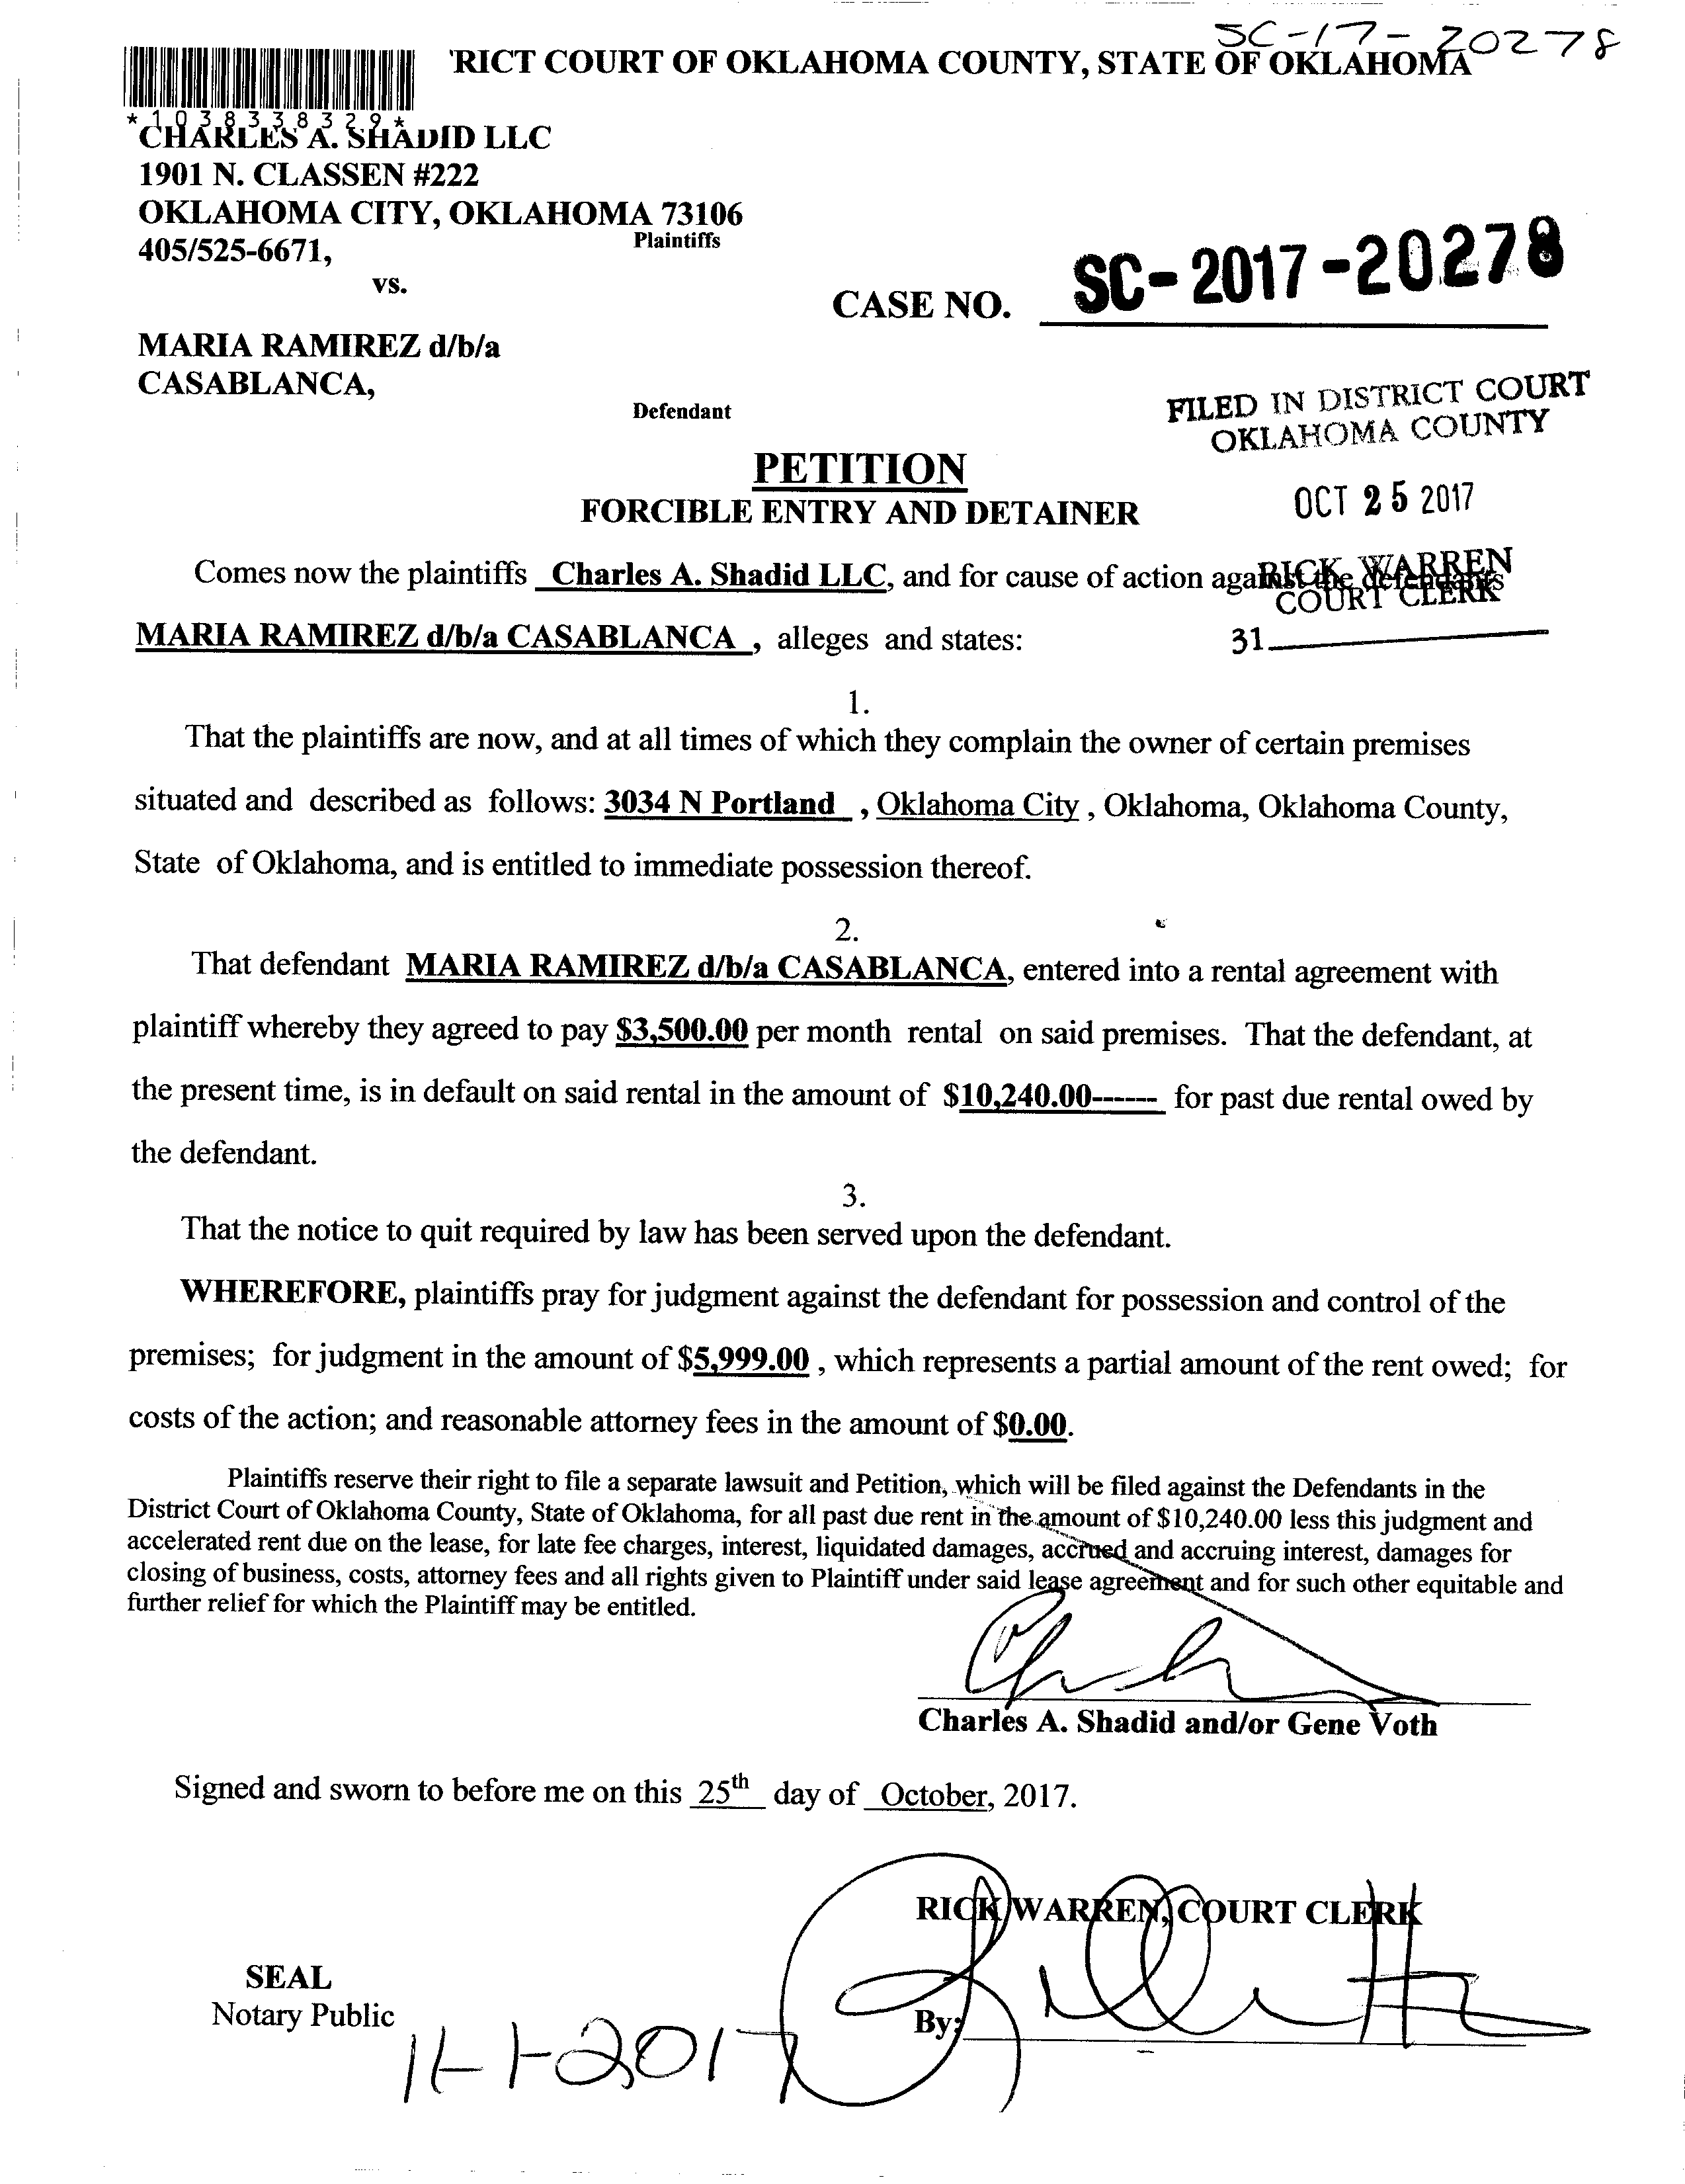 SC-17-20278
'RICT COURT OF OKLAHOMA COUNTY, STATE OF OKLAHOMA
*1038338329*
CHARLES A. SHADID LLC
1901 N. CLASSEN #222
OKLAHOMA CITY, OKLAHOMA 73106
405/525-6671, Plaintiffs
vs.
CASE NO. SC-2017-20278
MARIA RAMIREZ d/b/a
CASABLANCA,
Defendant
FILED IN DISTRICT COURT
OKLAHOMA COUNTY
OCT 25 2017
RICK WARREN
COURT CLERK
31
PETITION
FORCIBLE ENTRY AND DETAINER
Comes now the plaintiffs Charles A. Shadid LLC, and for cause of action against the defendants
MARIA RAMIREZ d/b/a CASABLANCA , alleges and states:
1.
That the plaintiffs are now, and at all times of which they complain the owner of certain premises
situated and described as follows: 3034 N Portland , Oklahoma City , Oklahoma, Oklahoma County,
State of Oklahoma, and is entitled to immediate possession thereof.
2.
That defendant MARIA RAMIREZ d/b/a CASABLANCA, entered into a rental agreement with
plaintiff whereby they agreed to pay $3,500.00 per month rental on said premises. That the defendant, at
the present time, is in default on said rental in the amount of $10,240.00------ for past due rental owed by
the defendant.
3.
That the notice to quit required by law has been served upon the defendant.
WHEREFORE, plaintiffs pray for judgment against the defendant for possession and control of the
premises; for judgment in the amount of $5,999.00 , which represents a partial amount of the rent owed; for
costs of the action; and reasonable attorney fees in the amount of $0.00.
Plaintiffs reserve their right to file a separate lawsuit and Petition, which will be filed against the Defendants in the
District Court of Oklahoma County, State of Oklahoma, for all past due rent in the amount of $10,240.00 less this judgment and
accelerated rent due on the lease, for late fee charges, interest, liquidated damages, accrued and accruing interest, damages for
closing of business, costs, attorney fees and all rights given to Plaintiff under said lease agreement and for such other equitable and
further relief for which the Plaintiff may be entitled.
Charles A. Shadid and/or Gene Voth
Signed and sworn to before me on this 25th day of October, 2017.
RICK WARREN, COURT CLERK
SEAL
Notary Public
By:
11-1-2017